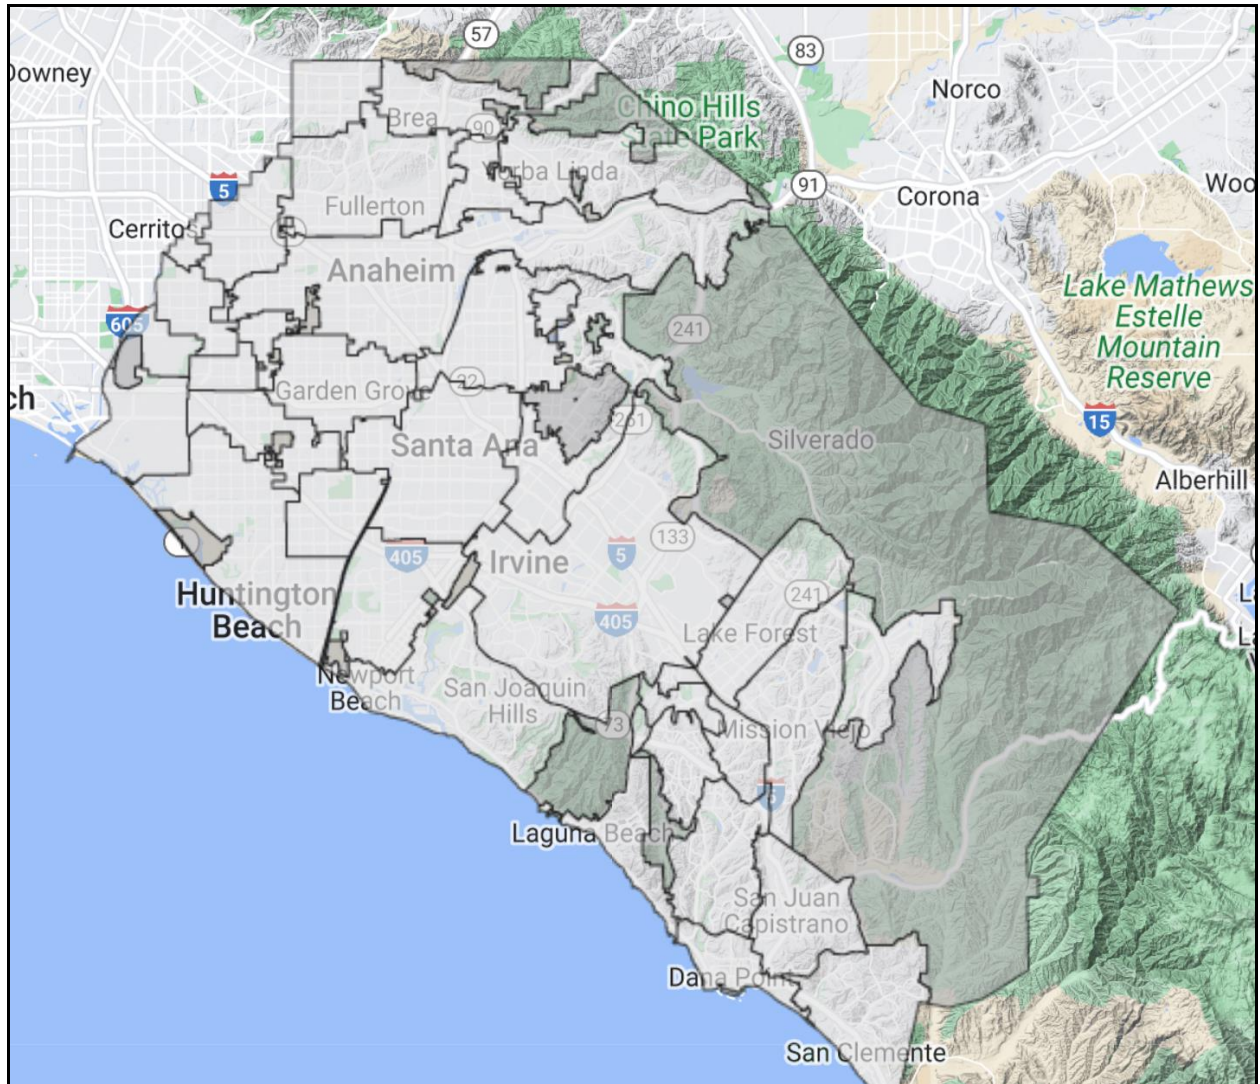 57
83
Downey
Norco
Chino Hills
State Park
Brea
90
Yorba Linda
91
5
Corona
Woo
Fullerton
Cerritos
Anaheim
Lake Mathews
Estelle
Mountain
Reserve
605
241
Garden Grove
22
ch
261
15
Santa Ana
Silverado
Alberhill
133
405
Irvine
5
Huntington
Beach
241
405
Lake Forest
L
L
Newport
Beach
San Joaquin
Hills
73
Mission Viejo
5
Laguna Beach
San Juan
Capistrano
Dana Point
San Clemente